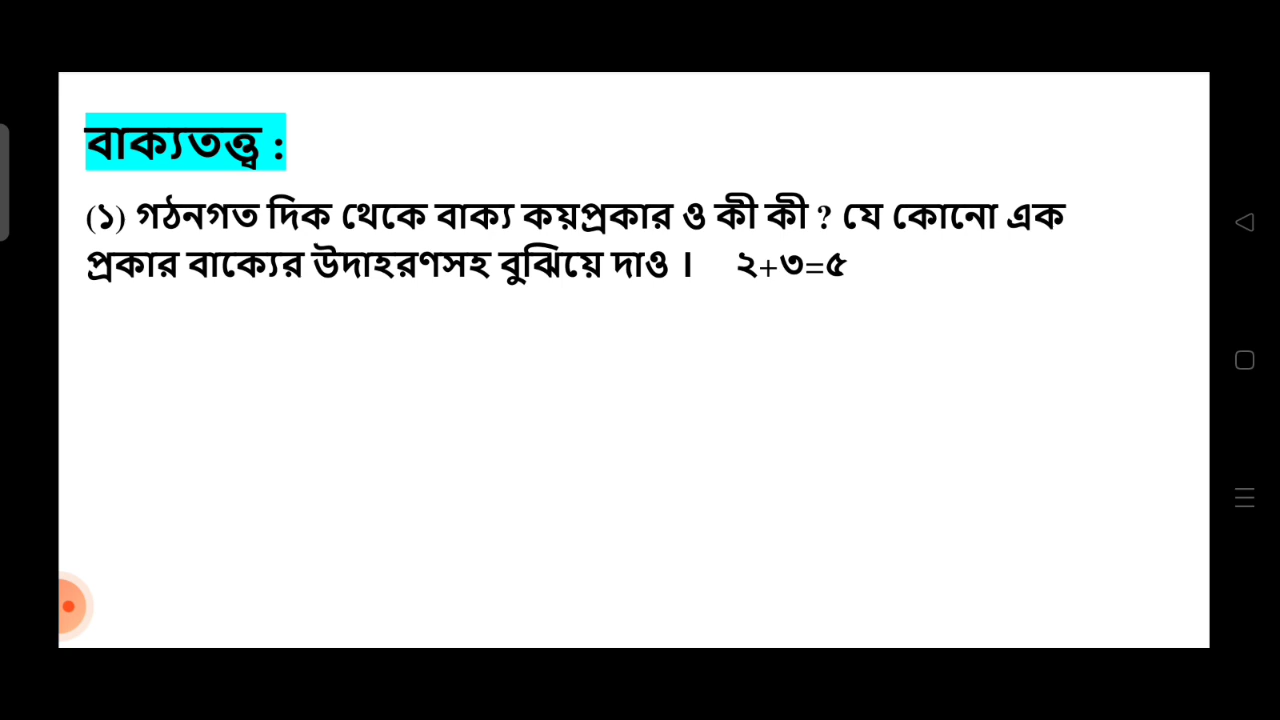 বাক্যতত্ত্ব :
(১) গঠনগত দিক থেকে বাক্য কয়প্রকার ও কী কী ? যে কোনো এক
প্রকার বাক্যের উদাহরণসহ বুঝিয়ে দাও । ২+৩=৫